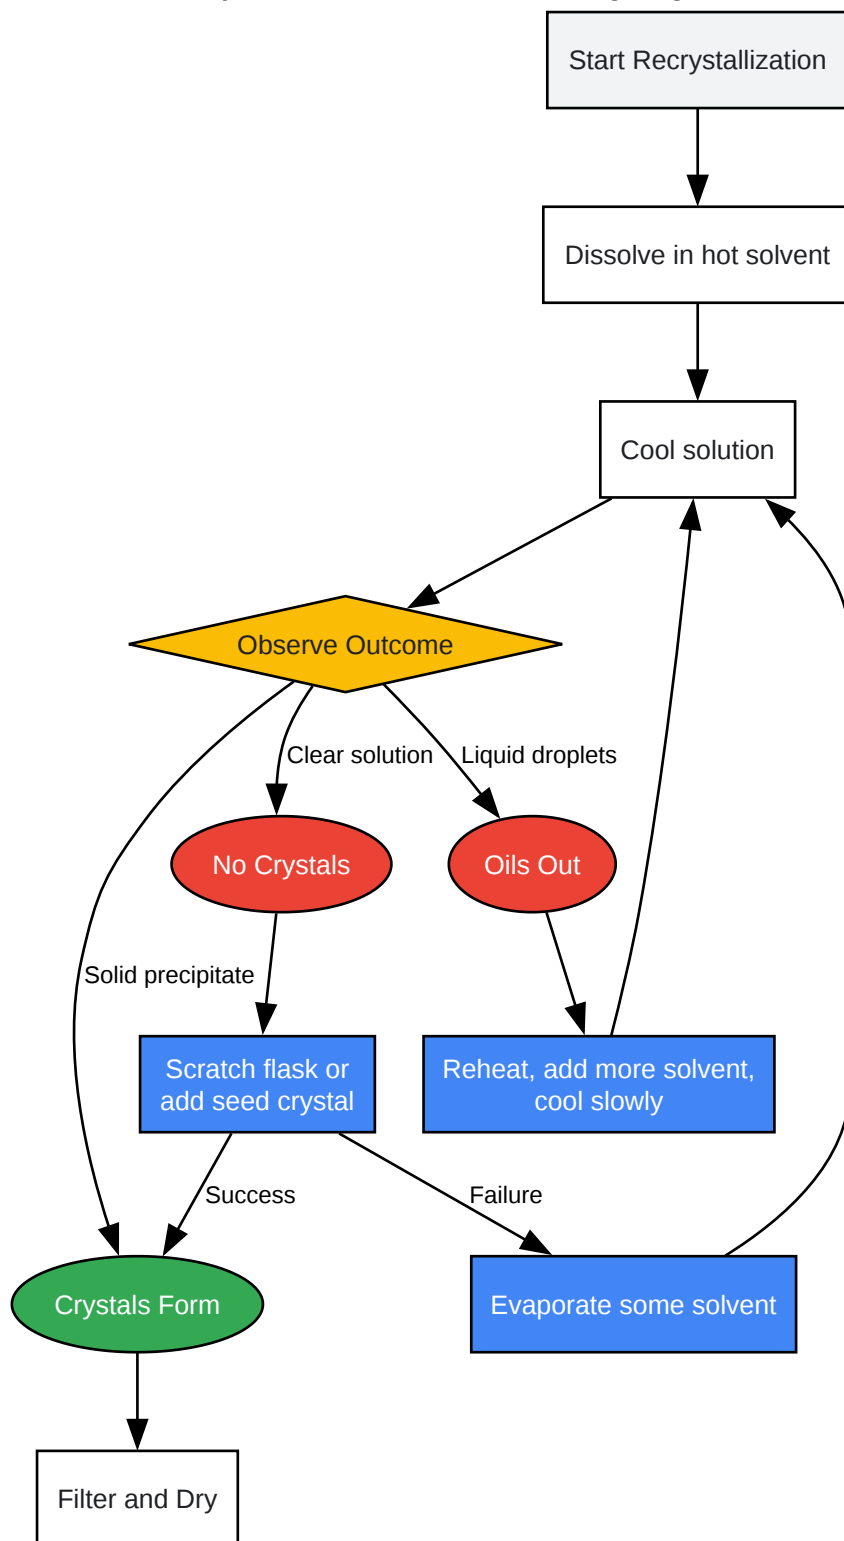 Start Recrystallization
Dissolve in hot solvent
Cool solution
Observe Outcome
Clear solution
Liquid droplets
No Crystals
Oils Out
Solid precipitate
Scratch flask or
add seed crystal
Reheat, add more solvent,
cool slowly
Success
Failure
Crystals Form
Evaporate some solvent
Filter and Dry